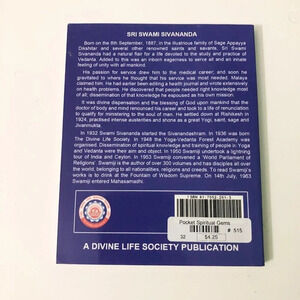 SRI SWAMI SIVANANDA
Born on the 8th September, 1887, in the illustrious family of Sage Appayya
Dikshitar and several other renowned saints and savants, Sri Swami
Sivananda had a natural flair for a life devoted to the study and practice of
Vedanta. Added to this was an inborn eagerness to serve all and an innate
feeling of unity with all mankind.
His passion for service drew him to the medical career; and soon he
gravitated to where he thought that his service was most needed. Malaya
claimed him. He had earlier been editing a health journal and wrote extensively
on health problems. He discovered that people needed right knowledge most
of all; dissemination of that knowledge he espoused as his own mission.
It was divine dispensation and the blessing of God upon mankind that the
doctor of body and mind renounced his career and took to a life of renunciation
to qualify for ministering to the soul of man. He settled down at Rishikesh in
1924, practised intense austerities and shone as a great Yogi, saint, sage and
Jivanmukta.
In 1932 Swami Sivananda started the Sivanandashram. In 1936 was born
The Divine Life Society. In 1948 the Yoga-Vedanta Forest Academy was
organised. Dissemination of spiritual knowledge and training of people in Yoga
and Vedanta were their aim and object. In 1950 Swamiji undertook a lightning
tour of India and Ceylon. In 1953 Swamiji convened a 'World Parliament of
Religions'. Swamiji is the author of over 300 volumes and has disciples all over the
world, belonging to all nationalities, religions and creeds. To read Swamiji's
works is to drink at the Fountain of Wisdom Supreme. On 14th July, 1963
Swamiji entered Mahasamadhi.
Pocket Spiritual Gems
32 $4.25 # 515
A DIVINE LIFE SOCIETY PUBLICATION